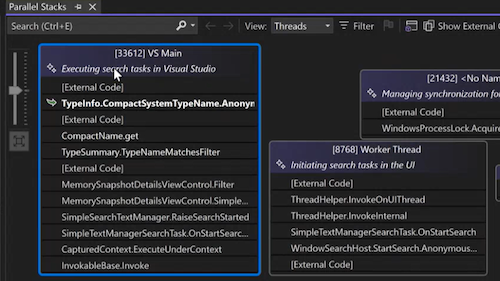 Parallel Stacks
Search (Ctrl+E)
View:
Threads
Filter
Show External C
[33612] VS Main
Executing search tasks in Visual Studio
[External Code]
TypeInfo.CompactSystemTypeName.Anonym
[External Code]
CompactName.get
TypeSummary.TypeNameMatchesFilter
[External Code]
MemorySnapshotDetailsViewControl.Filter
MemorySnapshotDetailsViewControl.Simple...
SimpleSearchTextManager.RaiseSearchStarted
SimpleSearchTextManagerSearchTask.OnStartSearc...
CapturedContext.ExecuteUnderContext
InvokableBase.Invoke
[21432] <No Nam
Managing synchronization fo
[External Code]
WindowsProcessLock.Acquire
[8768] Worker Thread
Initiating search tasks in the UI
[External Code]
ThreadHelper.InvokeOnUIThread
ThreadHelper.InvokeInternal
SimpleSearchTextManagerSearchTask.OnStartSearch
WindowSearchHost.StartSearch.Anonymous...
[External Code]